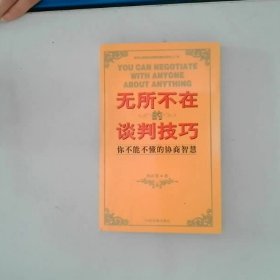 YOU CAN NEGOTIATE
WITH ANYONE
ABOUT ANYTHING
无所不在
的
谈判技巧
你不能不懂的协商智慧